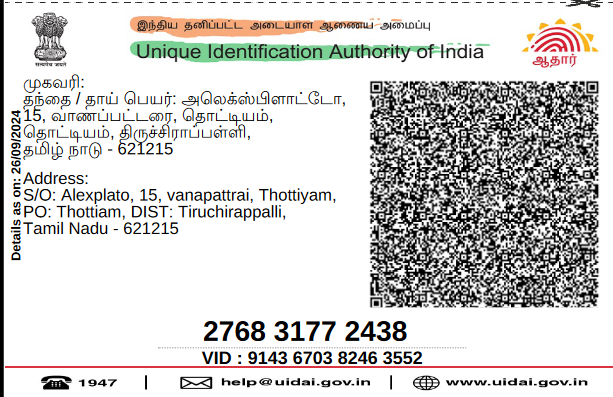 இந்திய தனிப்பட்ட அடையாள ஆணைய அமைப்பு
Unique Identification Authority of India
सत्यमेव जयते
ஆதார்
முகவரி:
தந்தை / தாய் பெயர்: அலெக்ஸ்பிளாட்டோ,
15, வாணப்பட்டரை, தொட்டியம்,
தொட்டியம், திருச்சிராப்பள்ளி,
தமிழ் நாடு - 621215
Address:
S/O: Alexplato, 15, vanapattrai, Thottiyam,
PO: Thottiam, DIST: Tiruchirappalli,
Tamil Nadu - 621215
Details as on: 26/09/2024
2768 3177 2438
VID : 9143 6703 8246 3552
1947 | help@uidai.gov.in | www.uidai.gov.in